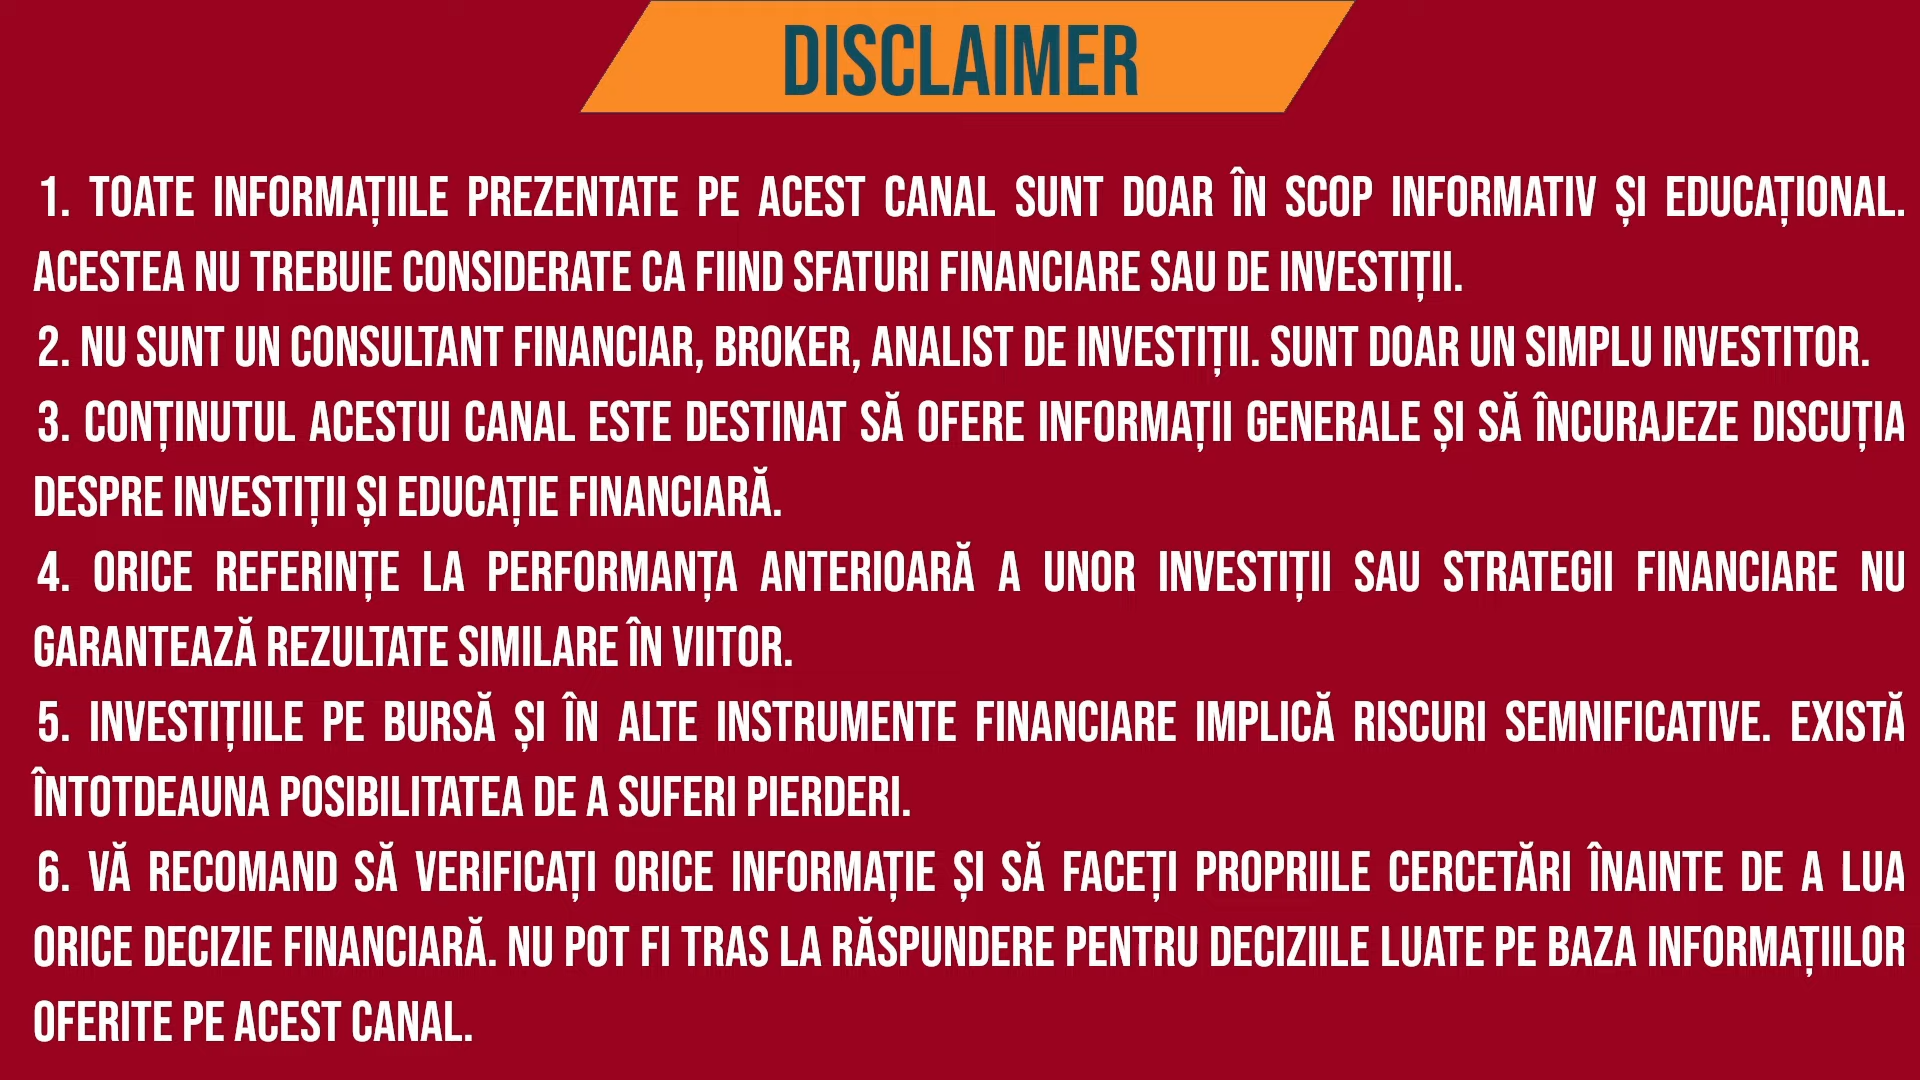 DISCLAIMER
1. TOATE INFORMAȚIILE PREZENTATE PE ACEST CANAL SUNT DOAR ÎN SCOP INFORMATIV ȘI EDUCAȚIONAL.
ACESTEA NU TREBUIE CONSIDERATE CA FIIND SFATURI FINANCIARE SAU DE INVESTIȚII.
2. NU SUNT UN CONSULTANT FINANCIAR, BROKER, ANALIST DE INVESTIȚII. SUNT DOAR UN SIMPLU INVESTITOR.
3. CONȚINUTUL ACESTUI CANAL ESTE DESTINAT SĂ OFERE INFORMAȚII GENERALE ȘI SĂ ÎNCURAJEZE DISCUȚIA
DESPRE INVESTIȚII ȘI EDUCAȚIE FINANCIARĂ.
4. ORICE REFERINȚE LA PERFORMANȚA ANTERIOARĂ A UNOR INVESTIȚII SAU STRATEGII FINANCIARE NU
GARANTEAZĂ REZULTATE SIMILARE ÎN VIITOR.
5. INVESTIȚIILE PE BURSĂ ȘI ÎN ALTE INSTRUMENTE FINANCIARE IMPLICĂ RISCURI SEMNIFICATIVE. EXISTĂ
ÎNTOTDEAUNA POSIBILITATEA DE A SUFERI PIERDERI.
6. VĂ RECOMAND SĂ VERIFICAȚI ORICE INFORMAȚIE ȘI SĂ FACEȚI PROPRIILE CERCETĂRI ÎNAINTE DE A LUA
ORICE DECIZIE FINANCIARĂ. NU POT FI TRAS LA RĂSPUNDERE PENTRU DECIZIILE LUATE PE BAZA INFORMAȚIILOR
OFERITE PE ACEST CANAL.